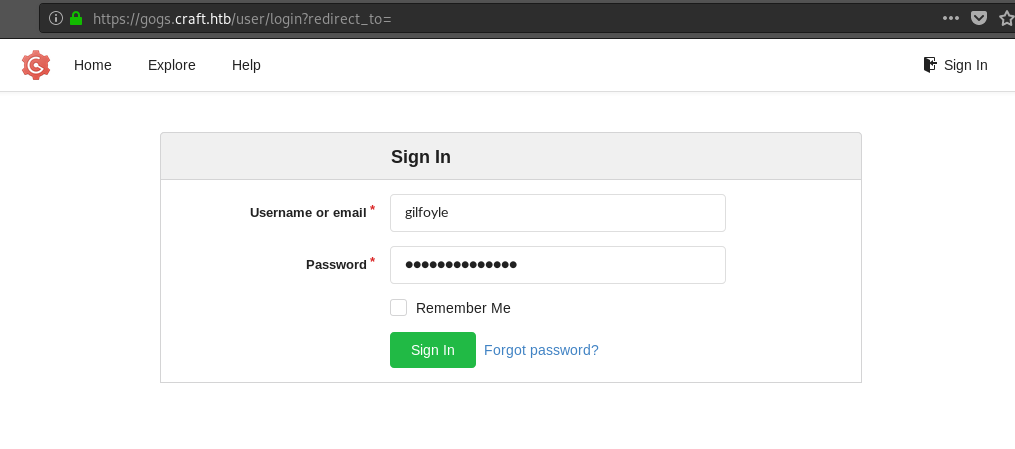 https://gogs.craft.htb/user/login?redirect_to=
Home Explore Help Sign In
Sign In
Username or email * gilfoyle
Password * ●●●●●●●●●●●●●●
Remember Me
Sign In Forgot password?